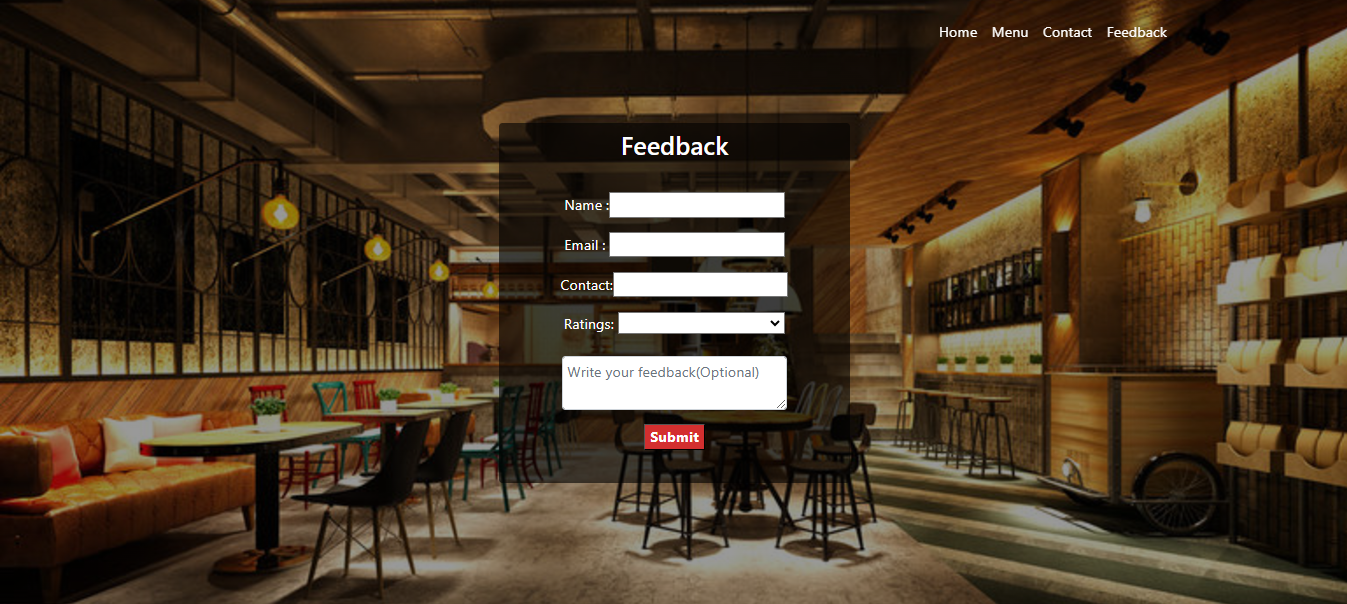 Home Menu Contact Feedback
Feedback
Name :
Email :
Contact:
Ratings:
Write your feedback(Optional)
Submit